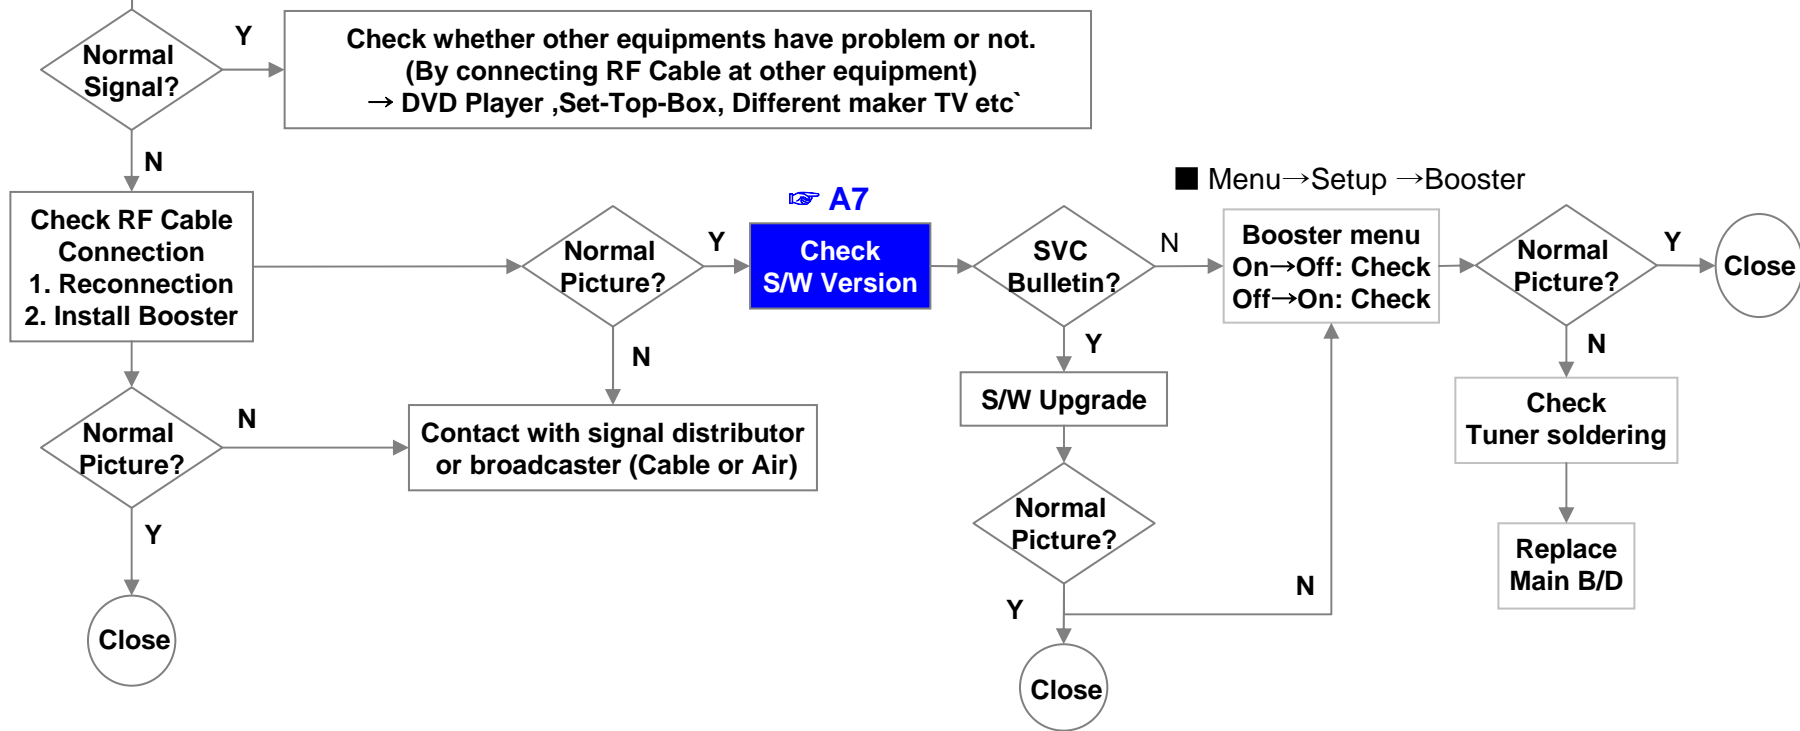 Normal
Signal?
Y
Check whether other equipments have problem or not.
(By connecting RF Cable at other equipment)
→ DVD Player ,Set-Top-Box, Different maker TV etc`
N
Check RF Cable
Connection
1. Reconnection
2. Install Booster
Normal
Picture?
Y
☞ A7
Check
S/W Version
SVC
Bulletin?
N
■ Menu→Setup →Booster
Booster menu
On→Off: Check
Off→On: Check
Normal
Picture?
Y
Close
N
Y
N
S/W Upgrade
Check
Tuner soldering
Normal
Picture?
N
Contact with signal distributor
or broadcaster (Cable or Air)
Normal
Picture?
Replace
Main B/D
Y
Y
N
Close
Close